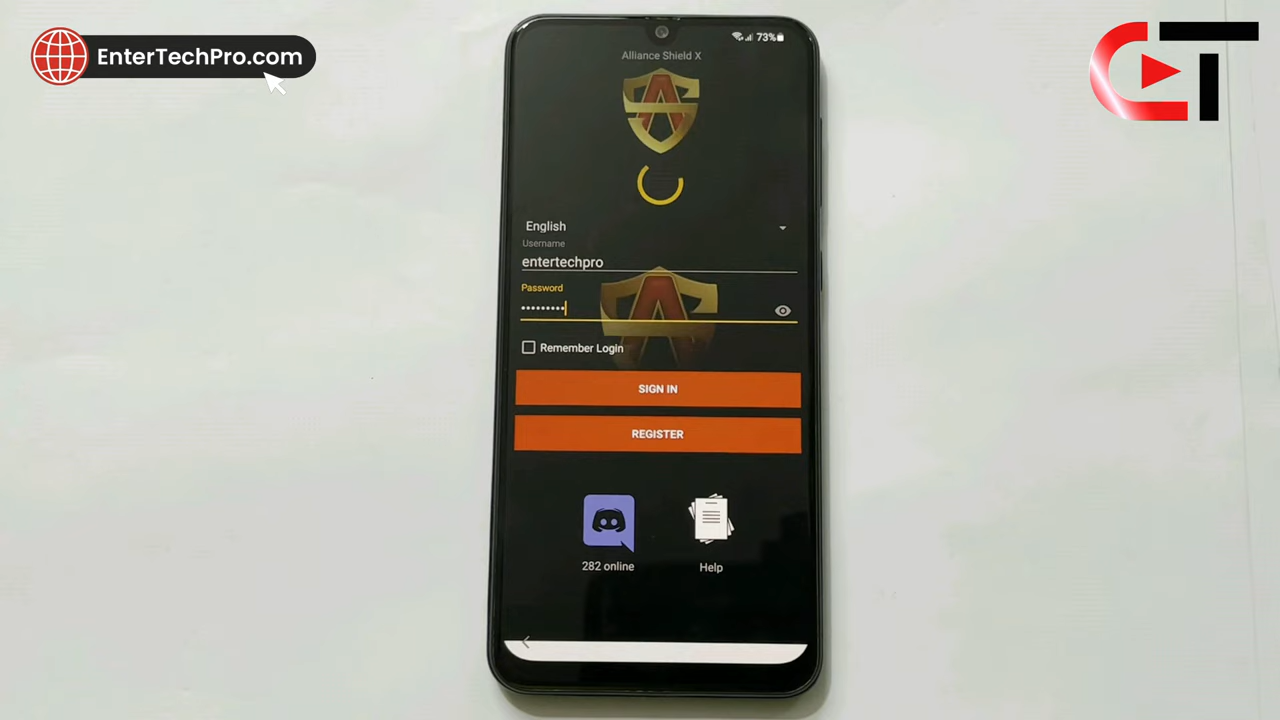 EnterTechPro.com
73%
Alliance Shield X
English
Username
entertechpro
Password
Remember Login
SIGN IN
REGISTER
282 online
Help